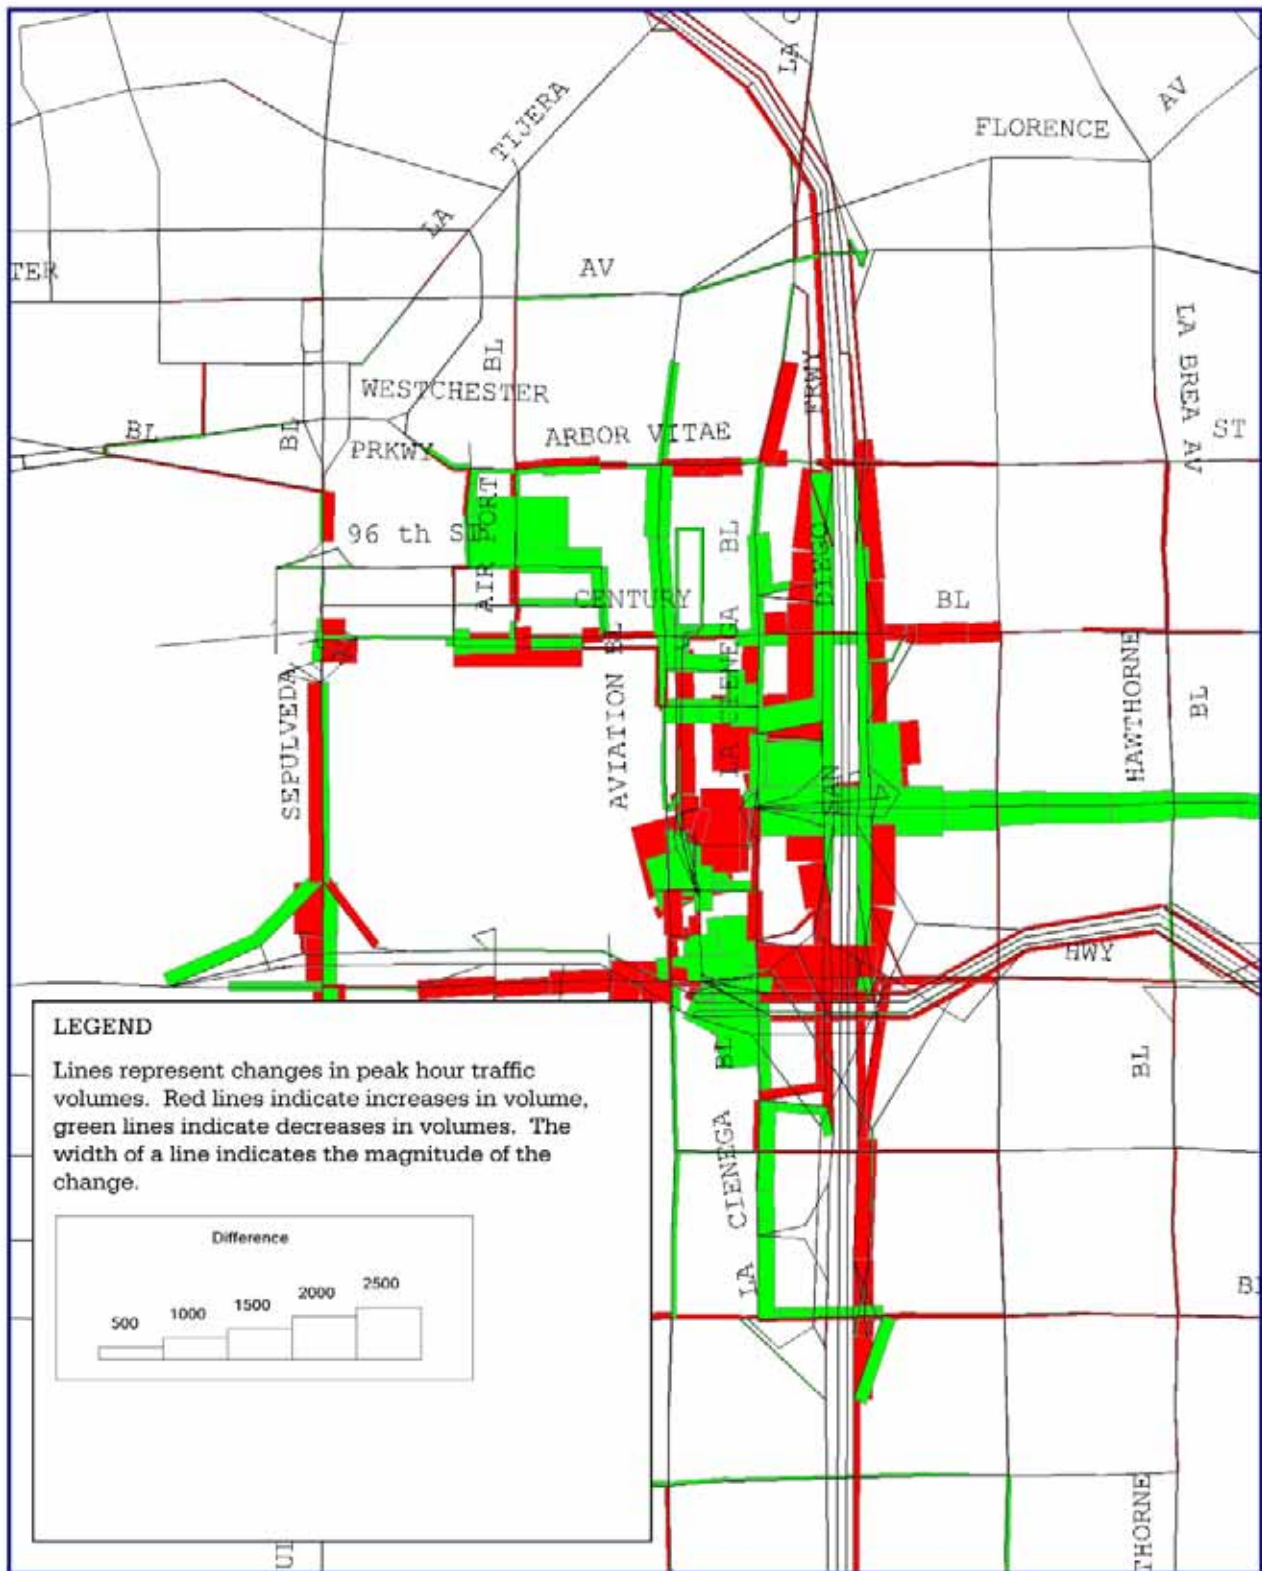 LA C
TIJERA
AV
FLORENCE
LA
TER
AV
LA BREA AV
BL
FRWY
WESTCHESTER
BL
BL
PRKWY
ARBOR VITAE
ST
AIR PORT
96 th ST
BL
DIEGO
CENTURY
BL
SEPULVEDA
AVIATION BL
LA CIENEGA
SAN
HAWTHORNE
BL
HWY
LEGEND
Lines represent changes in peak hour traffic
volumes. Red lines indicate increases in volume,
green lines indicate decreases in volumes. The
width of a line indicates the magnitude of the
change.
Difference
500
1000
1500
2000
2500
BL
BL
LA CIENEGA
THORNE